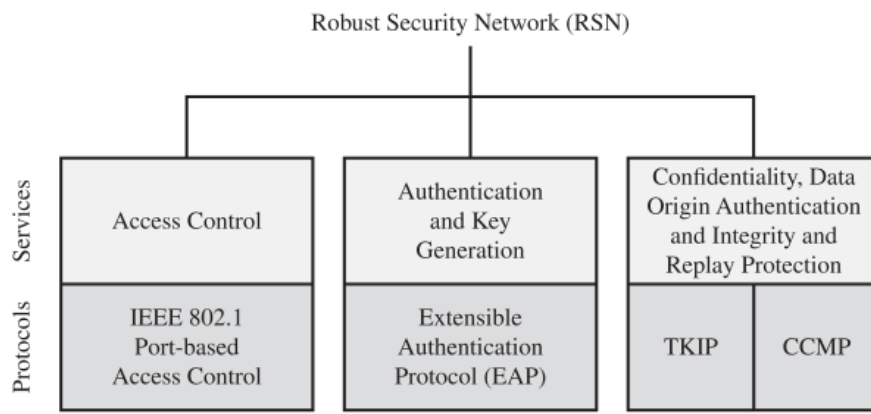 Robust Security Network (RSN)
Services
Access Control
Authentication
and Key
Generation
Confidentiality, Data
Origin Authentication
and Integrity and
Replay Protection
Protocols
IEEE 802.1
Port-based
Access Control
Extensible
Authentication
Protocol (EAP)
TKIP
CCMP